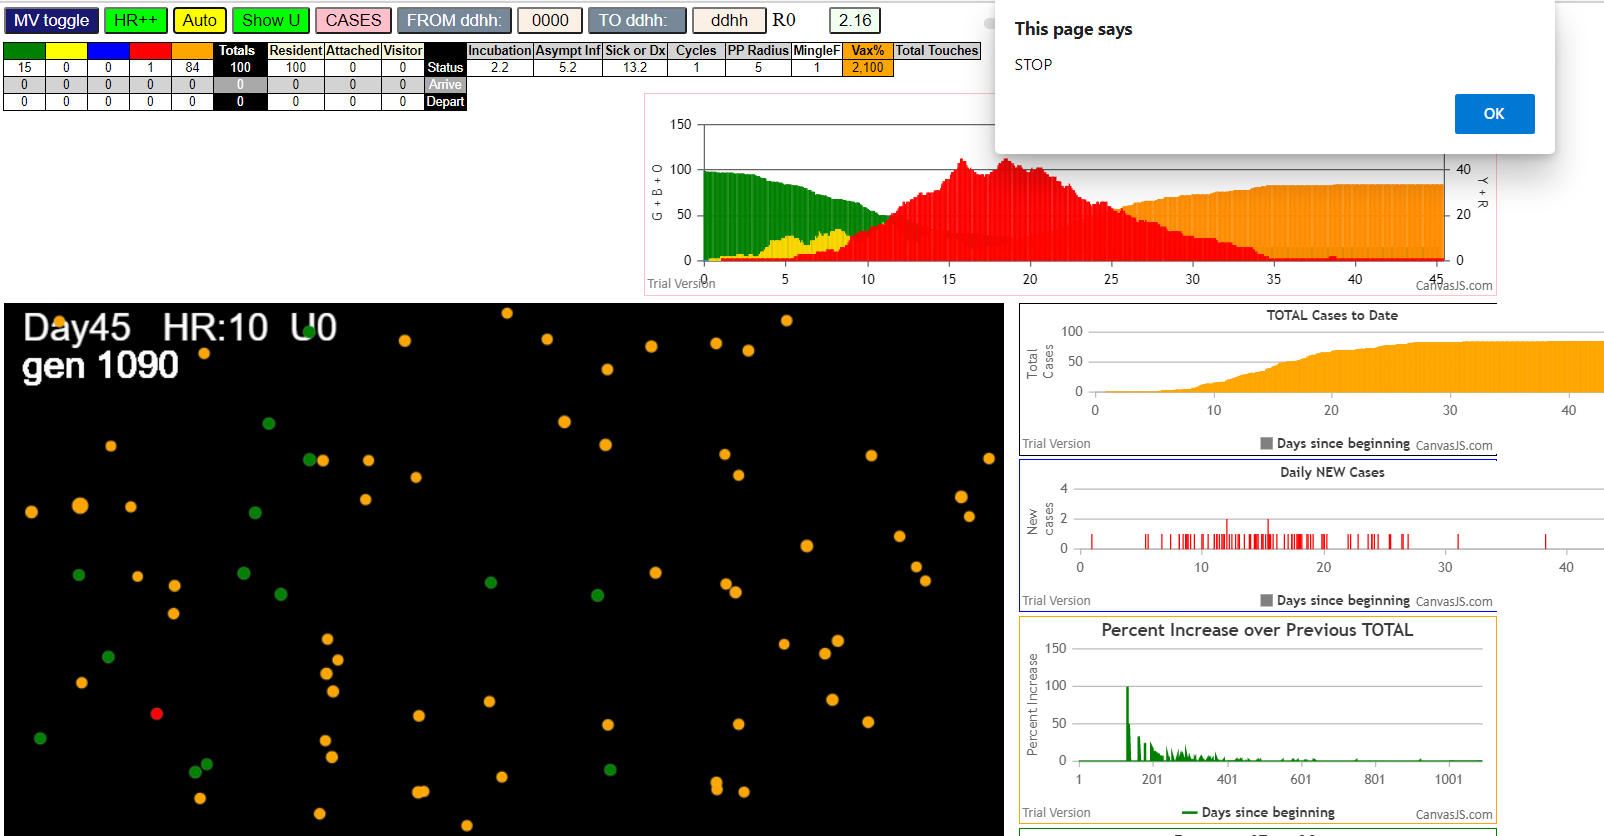 MV toggle HR++ Auto Show U CASES FROM ddhh: 0000 TO ddhh: ddhh R0 2.16
This page says
STOP
OK
Totals Resident Attached Visitor Incubation Asympt Inf Sick or Dx Cycles PP Radius MingleF Vax% Total Touches
15 0 0 1 84 100 100 0 0 Status 2.2 5.2 13.2 1 5 1 2,100
0 0 0 0 0 0 0 0 0 Arrive
0 0 0 0 0 0 0 0 0 Depart
150
100
50
0
G + B + O
40
20
0
Y + R
0 5 10 15 20 25 30 35 40 45
Trial Version
CanvasJS.com
Day45 HR:10 U0
gen 1090
TOTAL Cases to Date
Total
Cases
100
50
0
0 10 20 30 40
Days since beginning
Trial Version
CanvasJS.com
Daily NEW Cases
New
cases
4
2
0
0 10 20 30 40
Days since beginning
Trial Version
CanvasJS.com
Percent Increase over Previous TOTAL
Percent Increase
150
100
50
0
1 201 401 601 801 1001
Days since beginning
Trial Version
CanvasJS.com